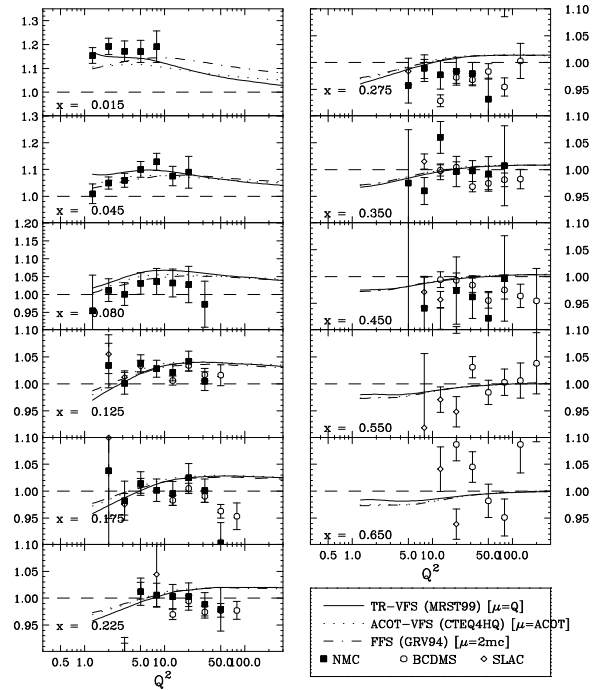 1.3
1.2
1.1
1.0
x = 0.015
1.3
1.2
1.1
1.0
x = 0.045
1.20
1.15
1.10
1.05
1.00
0.95
x = 0.080
1.10
1.05
1.00
0.95
x = 0.125
1.10
1.05
1.00
0.95
x = 0.175
1.10
1.05
1.00
0.95
x = 0.225
0.5 1.0 5.0 10.0 50.0 100.0
Q²
1.10
1.05
1.00
0.95
x = 0.275
1.10
1.05
1.00
0.95
x = 0.350
1.10
1.05
1.00
0.95
x = 0.450
1.10
1.05
1.00
0.95
x = 0.550
1.10
1.05
1.00
0.95
x = 0.650
0.5 1.0 5.0 10.0 50.0 100.0
Q²
TR-VFS (MRST99) [μ=Q]
ACOT-VFS (CTEQ4HQ) [μ=ACOT]
FFS (GRV94) [μ=2mc]
NMC BCDMS SLAC